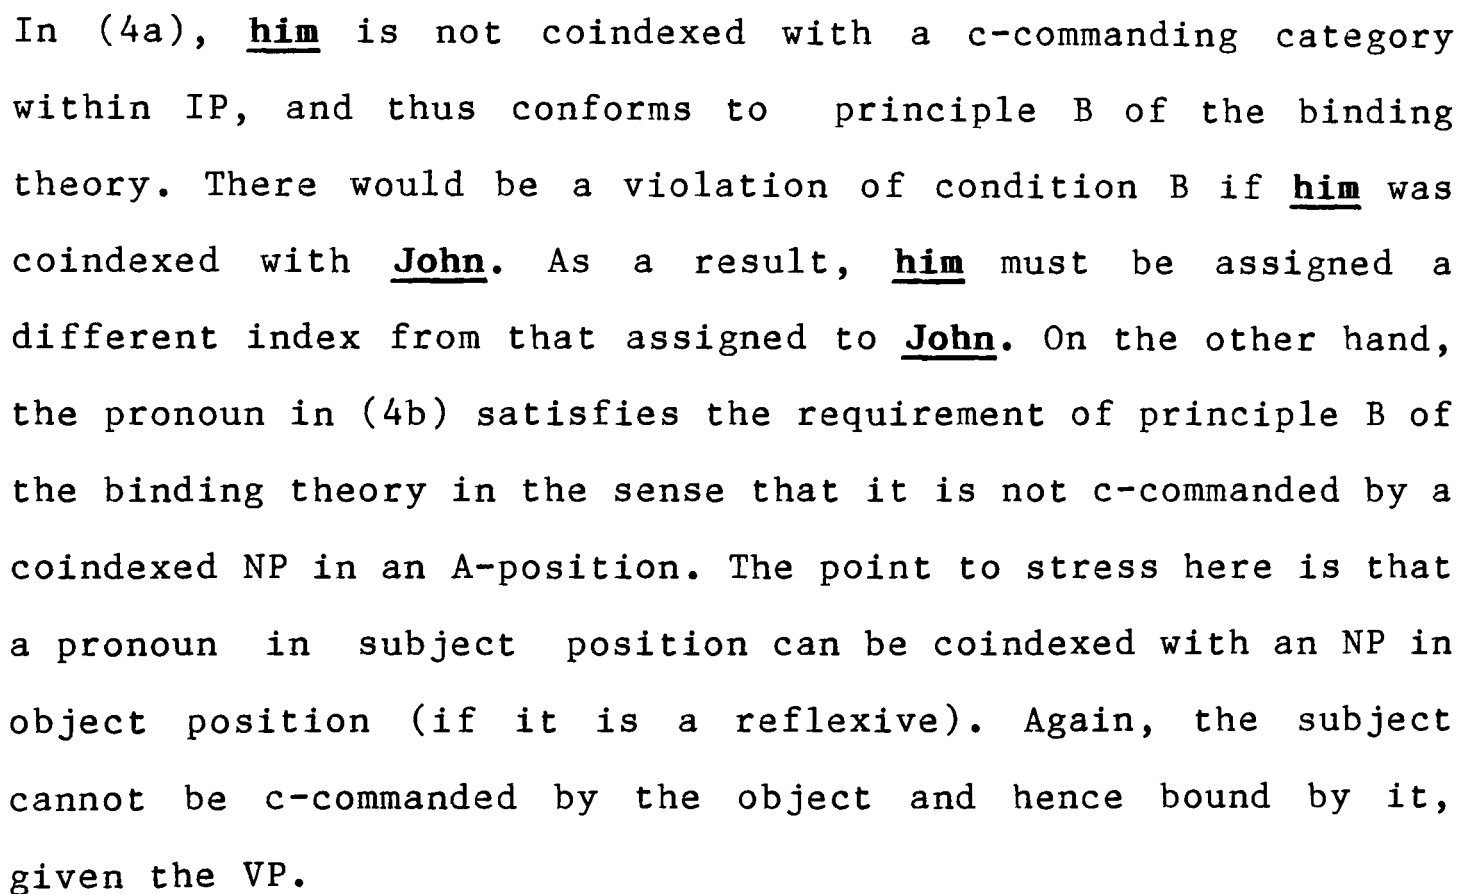 In (4a), him is not coindexed with a c-commanding category
within IP, and thus conforms to principle B of the binding
theory. There would be a violation of condition B if him was
coindexed with John. As a result, him must be assigned a
different index from that assigned to John. On the other hand,
the pronoun in (4b) satisfies the requirement of principle B of
the binding theory in the sense that it is not c-commanded by a
coindexed NP in an A-position. The point to stress here is that
a pronoun in subject position can be coindexed with an NP in
object position (if it is a reflexive). Again, the subject
cannot be c-commanded by the object and hence bound by it,
given the VP.